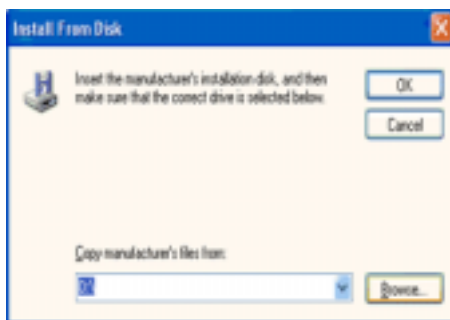 Install From Disk
Insert the manufacturer's installation disk, and then
make sure that the correct drive is selected below.
OK
Cancel
Copy manufacturer's files from:
Browse...